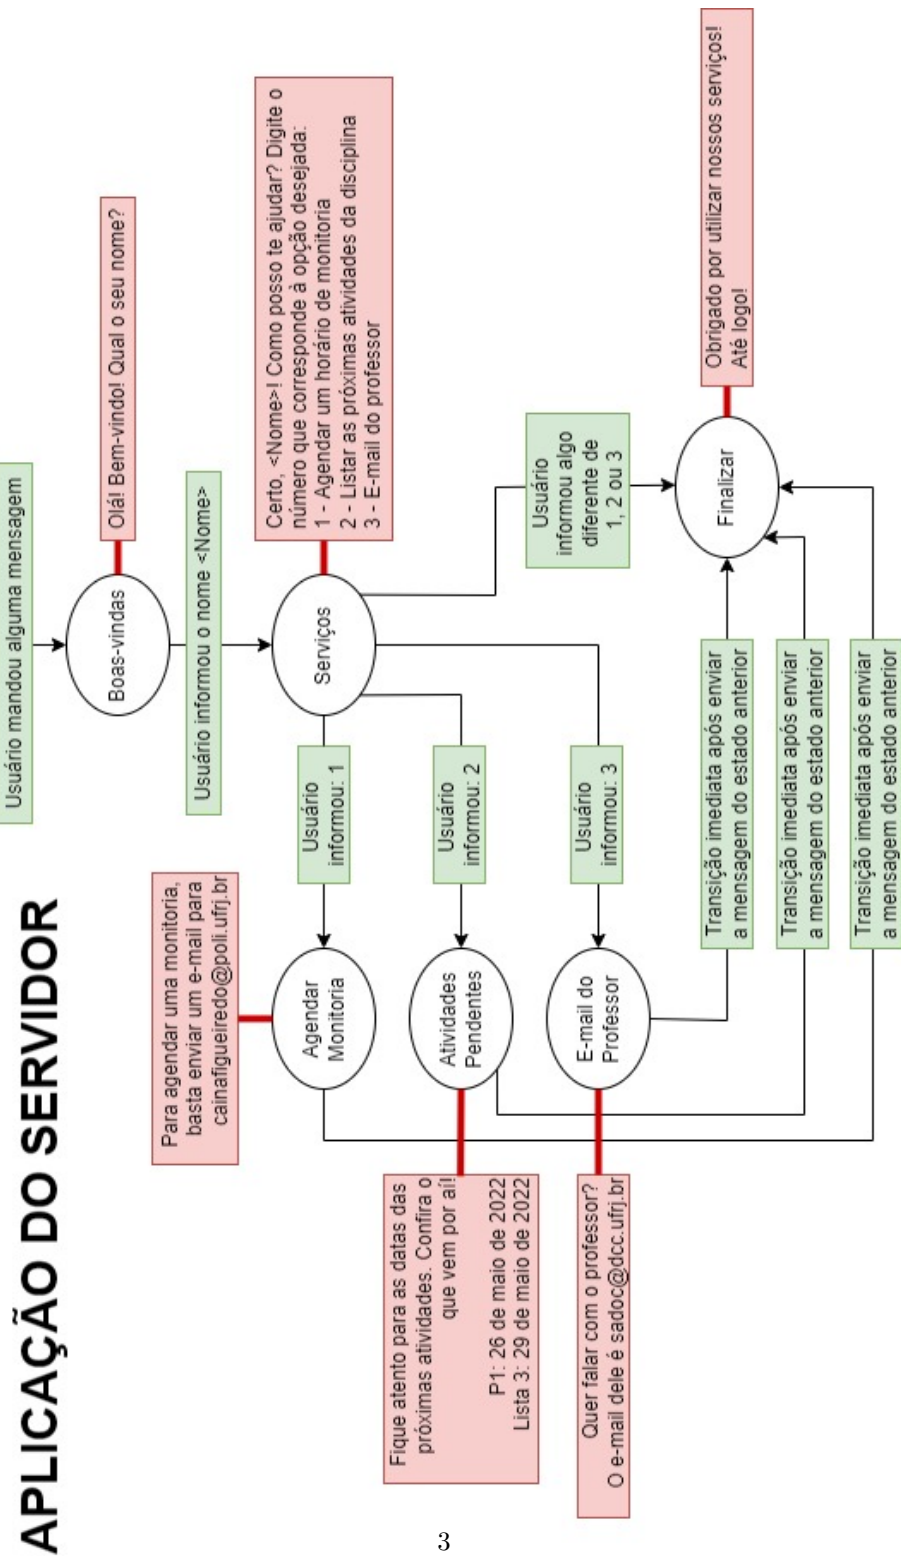 APLICAÇÃO DO SERVIDOR
Usuário mandou alguma mensagem
Boas-vindas
Olá! Bem-vindo! Qual o seu nome?
Usuário informou o nome <Nome>
Serviços
Certo, <Nome>! Como posso te ajudar? Digite o
número que corresponde à opção desejada:
1 - Agendar um horário de monitoria
2 - Listar as próximas atividades da disciplina
3 - E-mail do professor
Usuário
informou: 1
Usuário
informou: 2
Usuário
informou: 3
Usuário
informou algo
diferente de
1, 2 ou 3
Para agendar uma monitoria,
basta enviar um e-mail para
cainafigueiredo@poli.ufrj.br
Agendar
Monitoria
Atividades
Pendentes
E-mail do
Professor
Fique atento para as datas das
próximas atividades. Confira o
que vem por aí!
P1: 26 de maio de 2022
Lista 3: 29 de maio de 2022
Quer falar com o professor?
O e-mail dele é sadoc@dcc.ufrj.br
Transição imediata após enviar
a mensagem do estado anterior
Transição imediata após enviar
a mensagem do estado anterior
Transição imediata após enviar
a mensagem do estado anterior
Finalizar
Obrigado por utilizar nossos serviços!
Até logo!
3